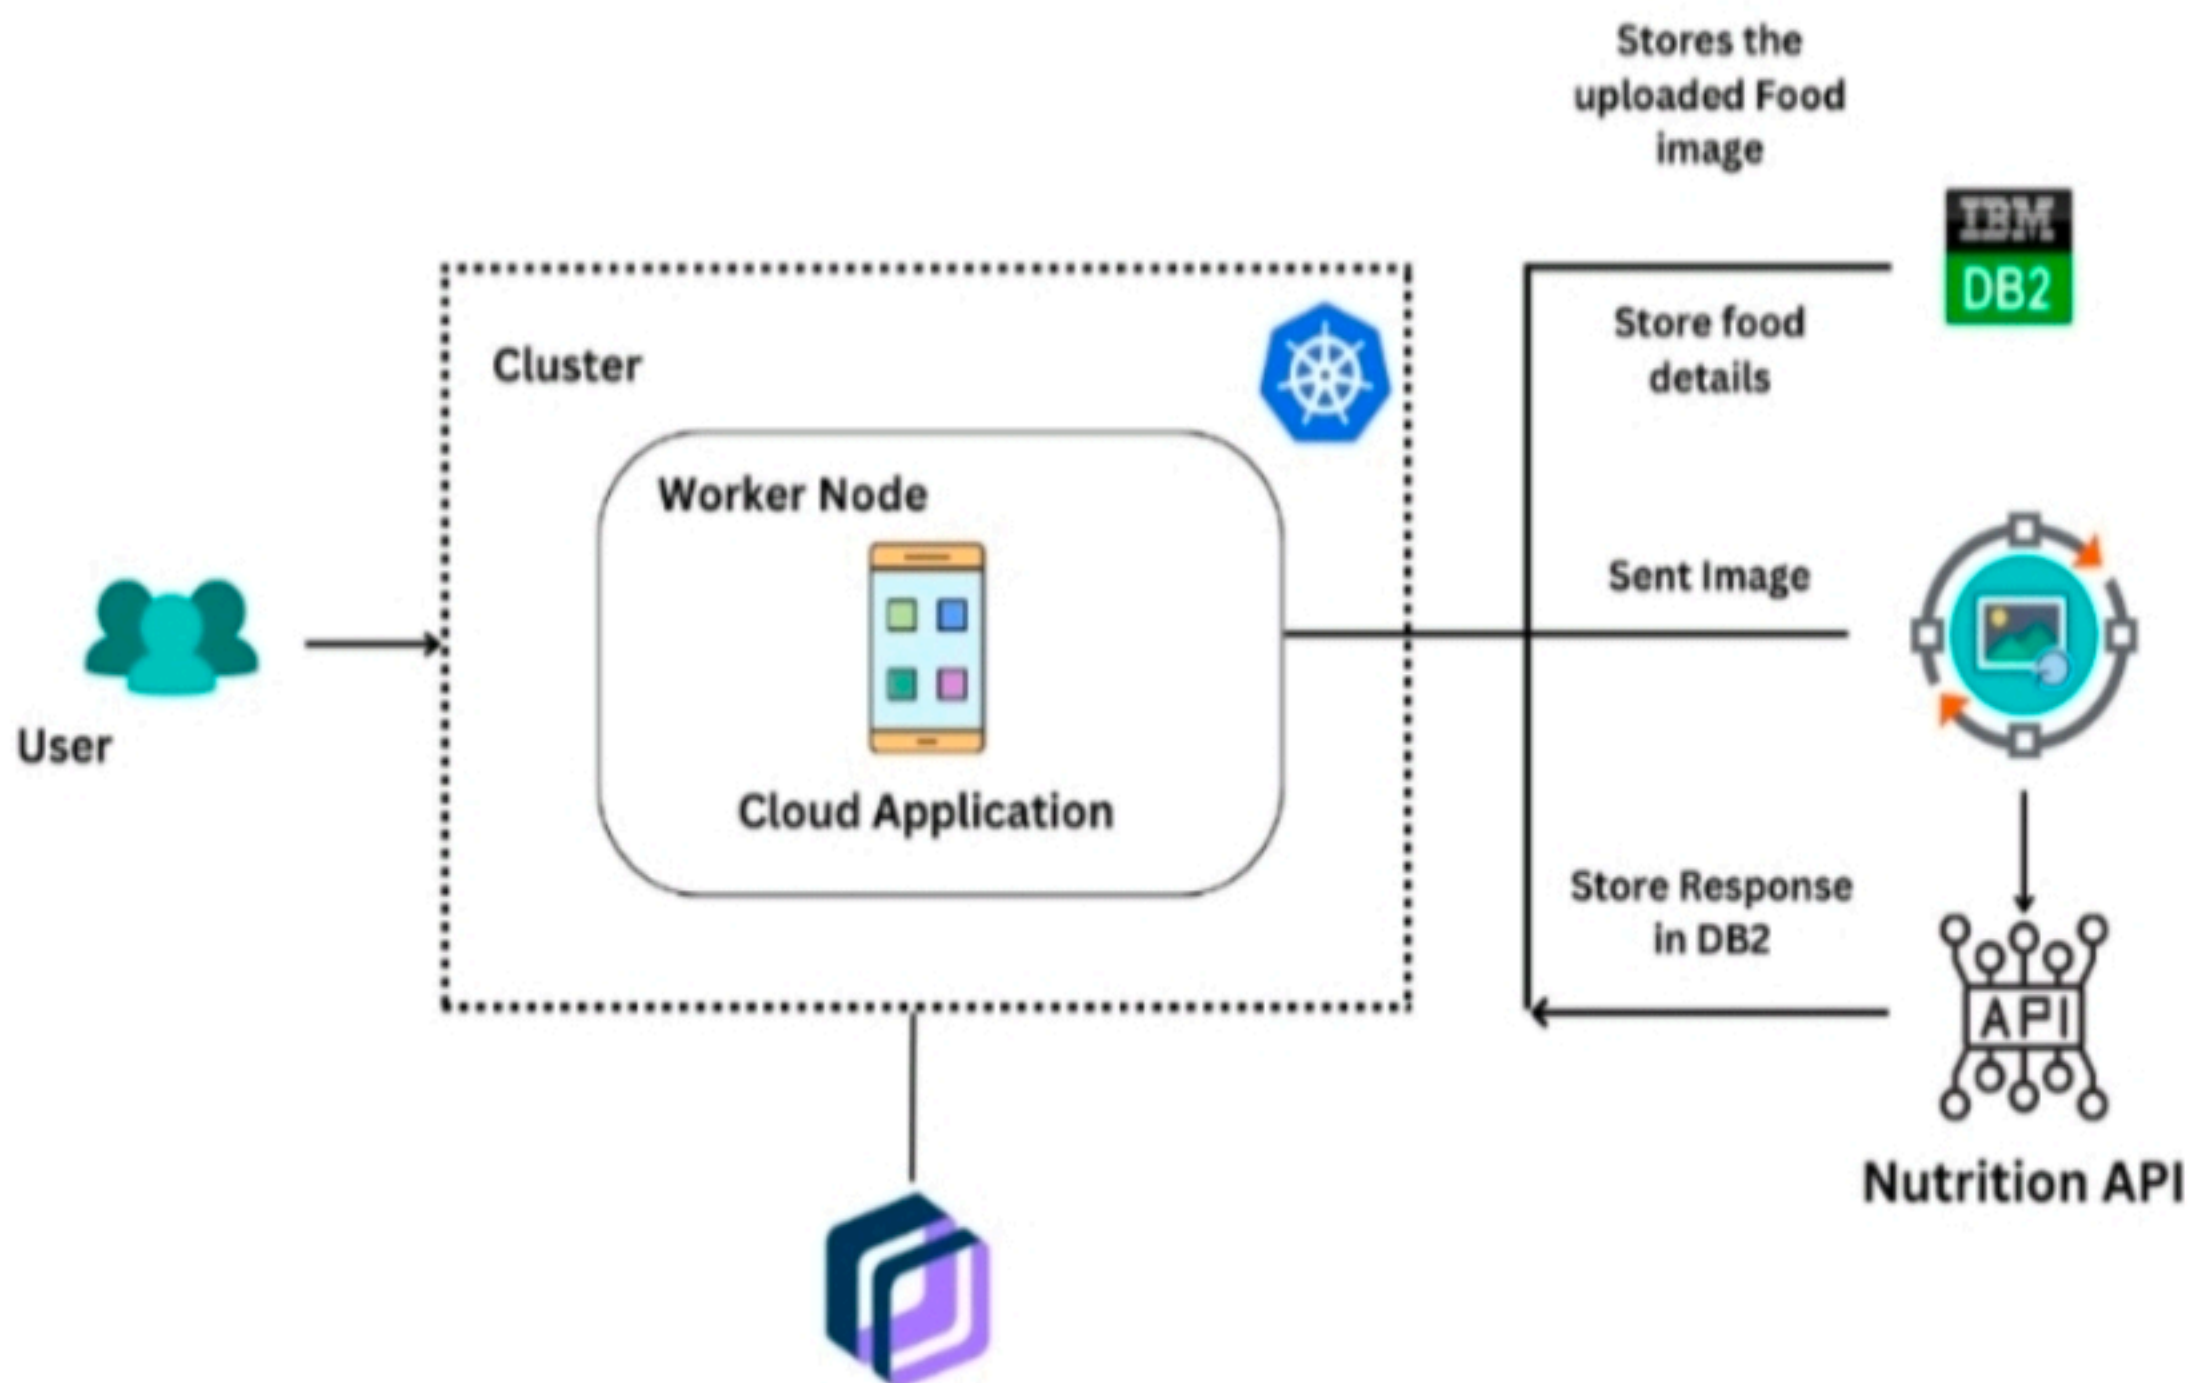 Stores the
uploaded Food
image
IBM
DB2
Store food
details
Cluster
Worker Node
Cloud Application
User
Sent Image
Store Response
in DB2
API
Nutrition API